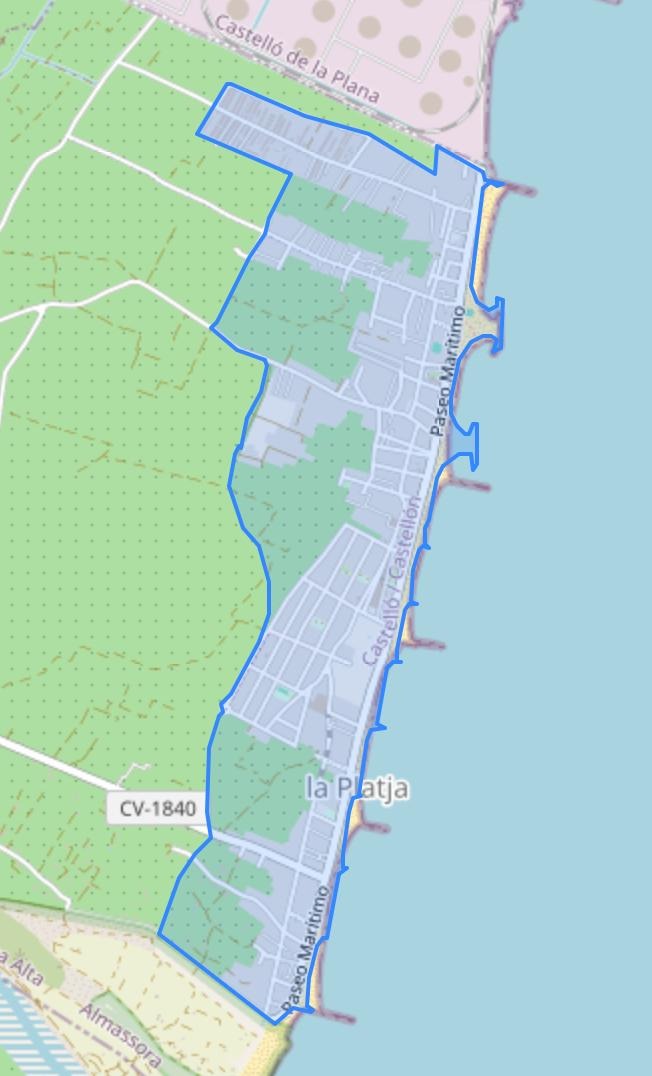 Castelló de la Plana
Paseo Marítimo
Castelló / Castellón
la Platja
CV-1840
Paseo Marítimo
a Alta
Almassora